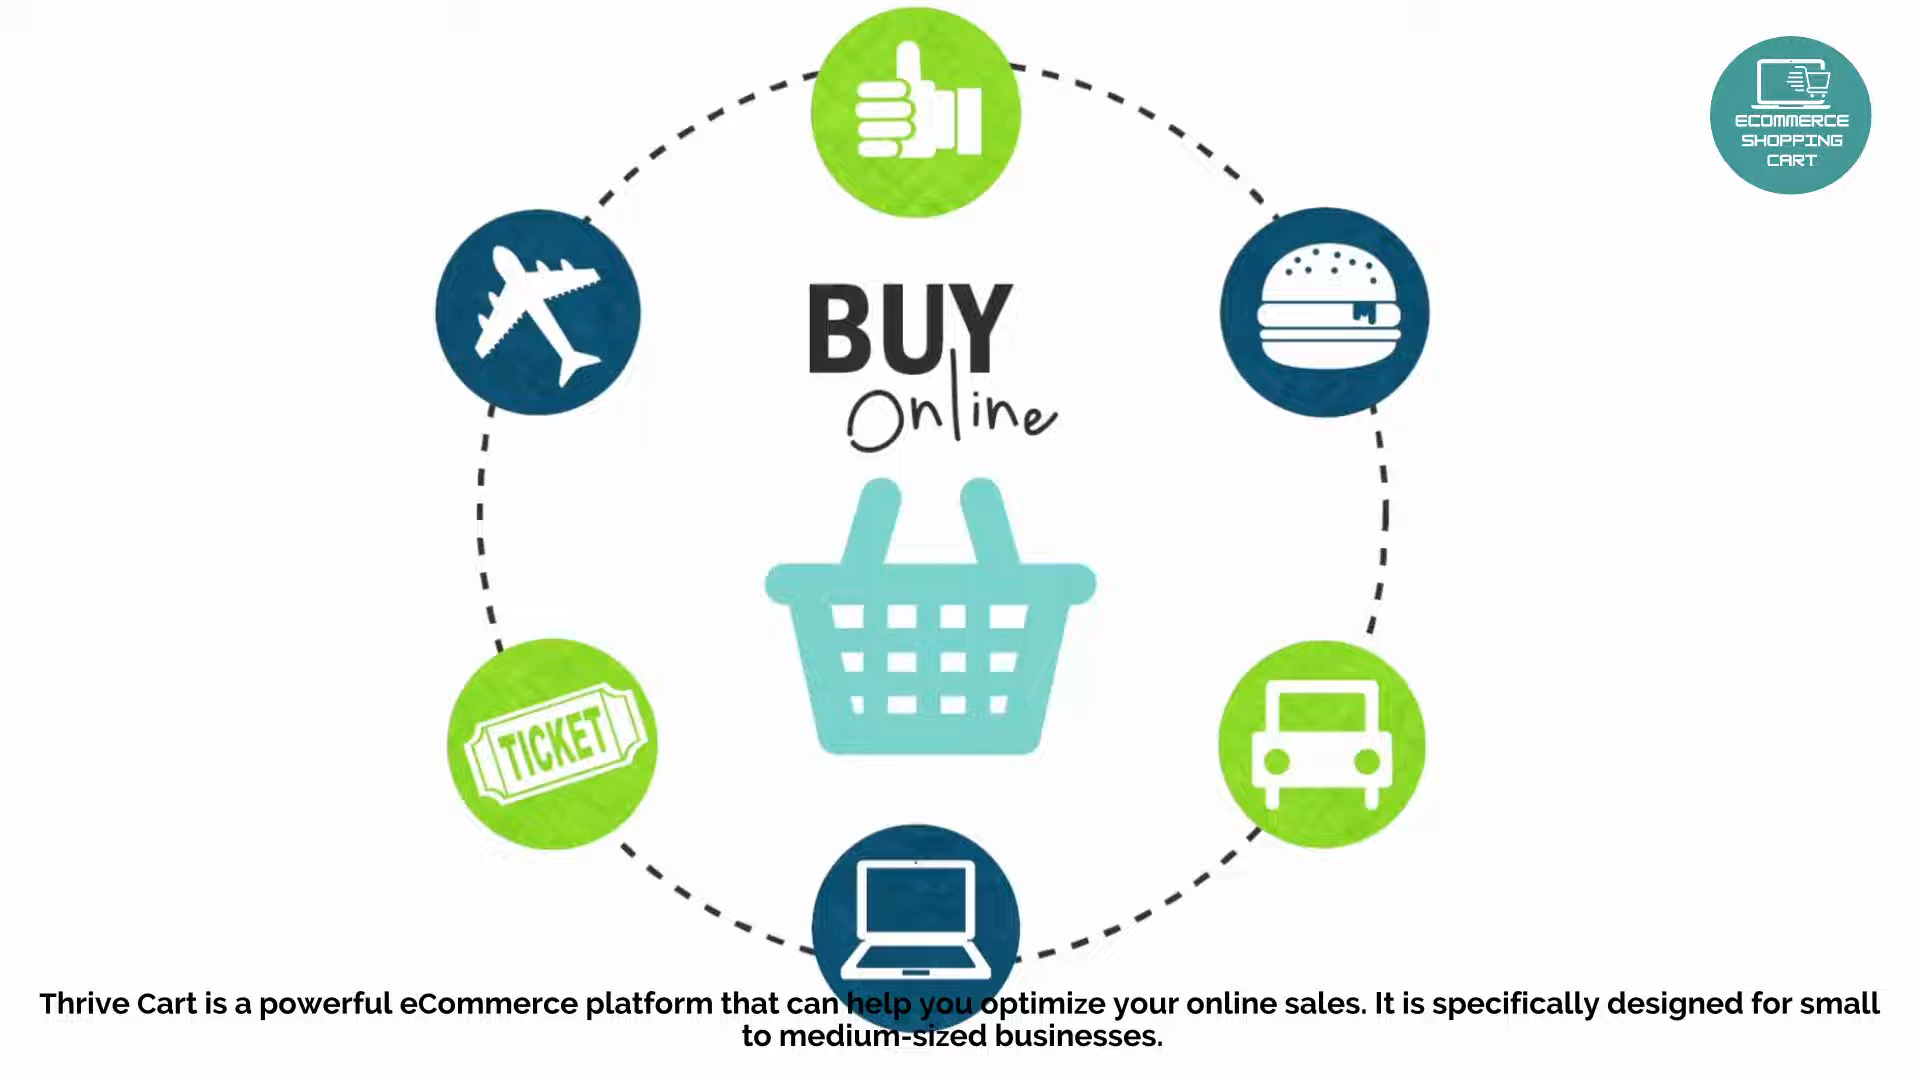 ECOMMERCE
SHOPPING
CART
BUY
Online
TICKET
Thrive Cart is a powerful eCommerce platform that can help you optimize your online sales. It is specifically designed for small
to medium-sized businesses.